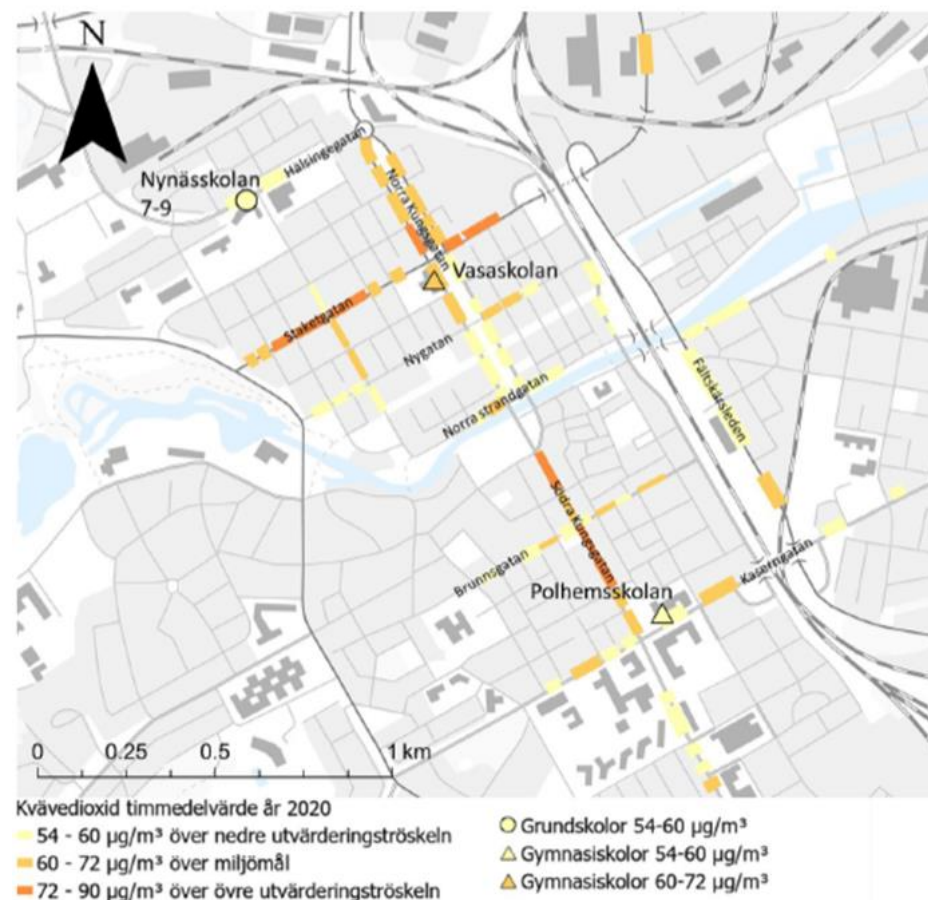 N
Hälsingegatan
Nynässkolan
7-9
Norra Kungsgatan
Vasaskolan
Staketgatan
Nygatan
Norra strandgatan
Fältskärsleden
Södra Kungsgatan
Brunnsgatan
Kaserngatan
Polhemsskolan
0 0.25 0.5 1 km
Kvävedioxid timmedelvärde år 2020
54 - 60 µg/m³ över nedre utvärderingströskeln
60 - 72 µg/m³ över miljömål
72 - 90 µg/m³ över övre utvärderingströskeln
Grundskolor 54-60 µg/m³
Gymnasiskolor 54-60 µg/m³
Gymnasiskolor 60-72 µg/m³